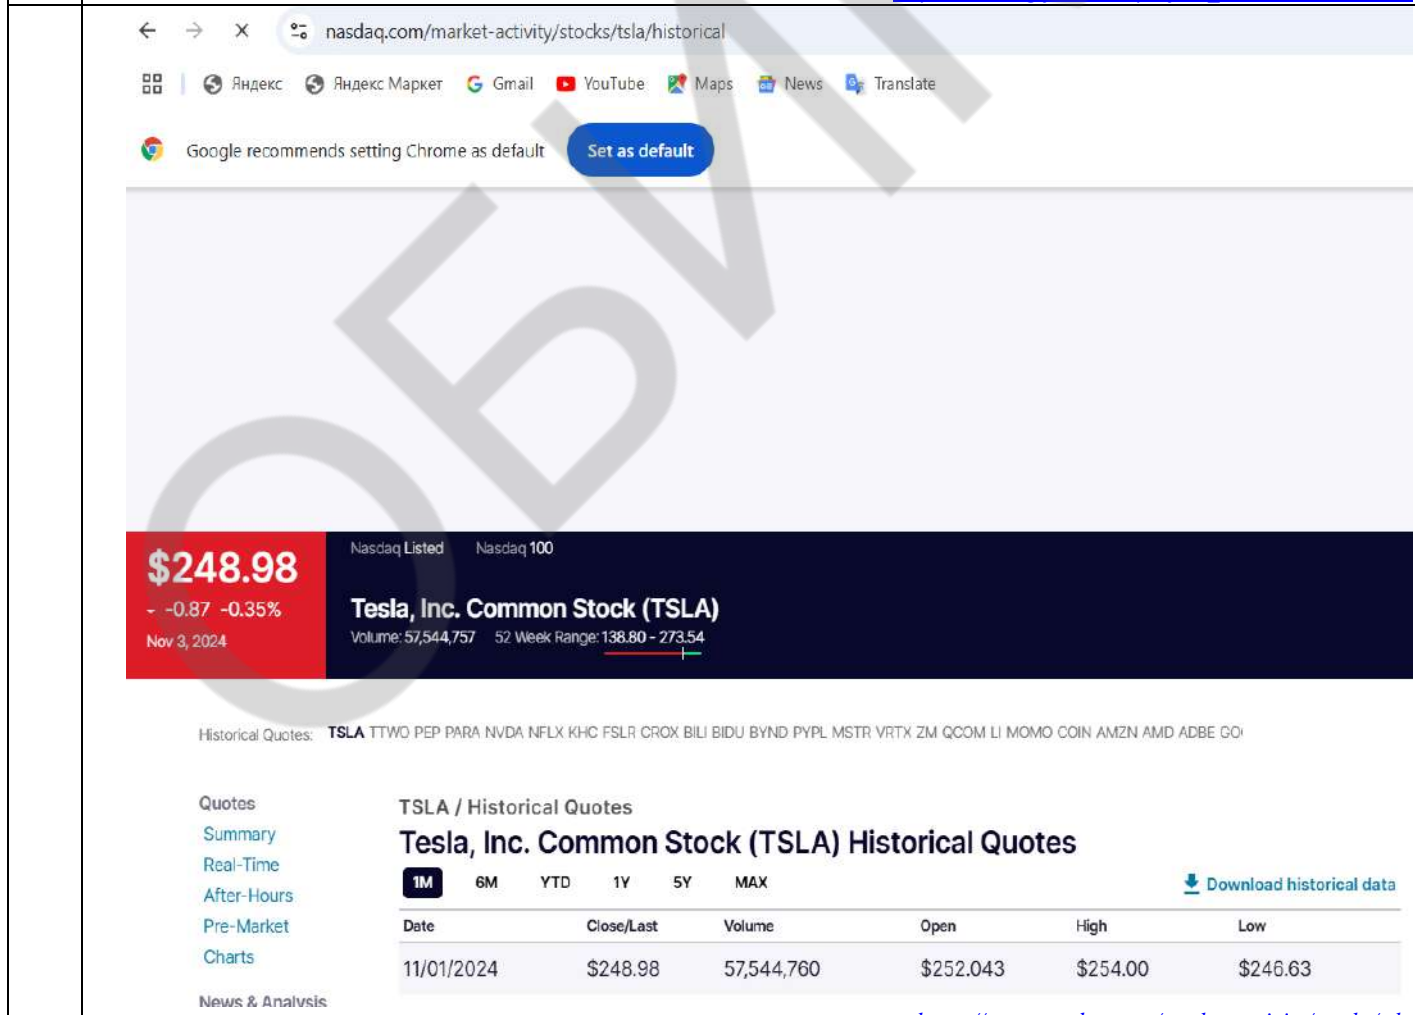 nasdaq.com/market-activity/stocks/tsla/historical
Яндекс Яндекс Маркет Gmail YouTube Maps News Translate
Google recommends setting Chrome as default Set as default
ОБИ
$248.98
-0.87 -0.35%
Nov 3, 2024
Nasdaq Listed Nasdaq 100
Tesla, Inc. Common Stock (TSLA)
Volume: 57,544,757 52 Week Range: 138.80 - 273.54
Historical Quotes: TSLA TTWO PEP PARA NVDA NFLX KHC FSLR CROX BILI BIDU BYND PYPL MSTR VRTX ZM QCOM LI MOMO COIN AMZN AMD ADBE
Quotes
Summary
Real-Time
After-Hours
Pre-Market
Charts
News & Analysis
TSLA / Historical Quotes
Tesla, Inc. Common Stock (TSLA) Historical Quotes
1M 6M YTD 1Y 5Y MAX
Download historical data
Date Close/Last Volume Open High Low
11/01/2024 $248.98 57,544,760 $252.043 $254.00 $246.63